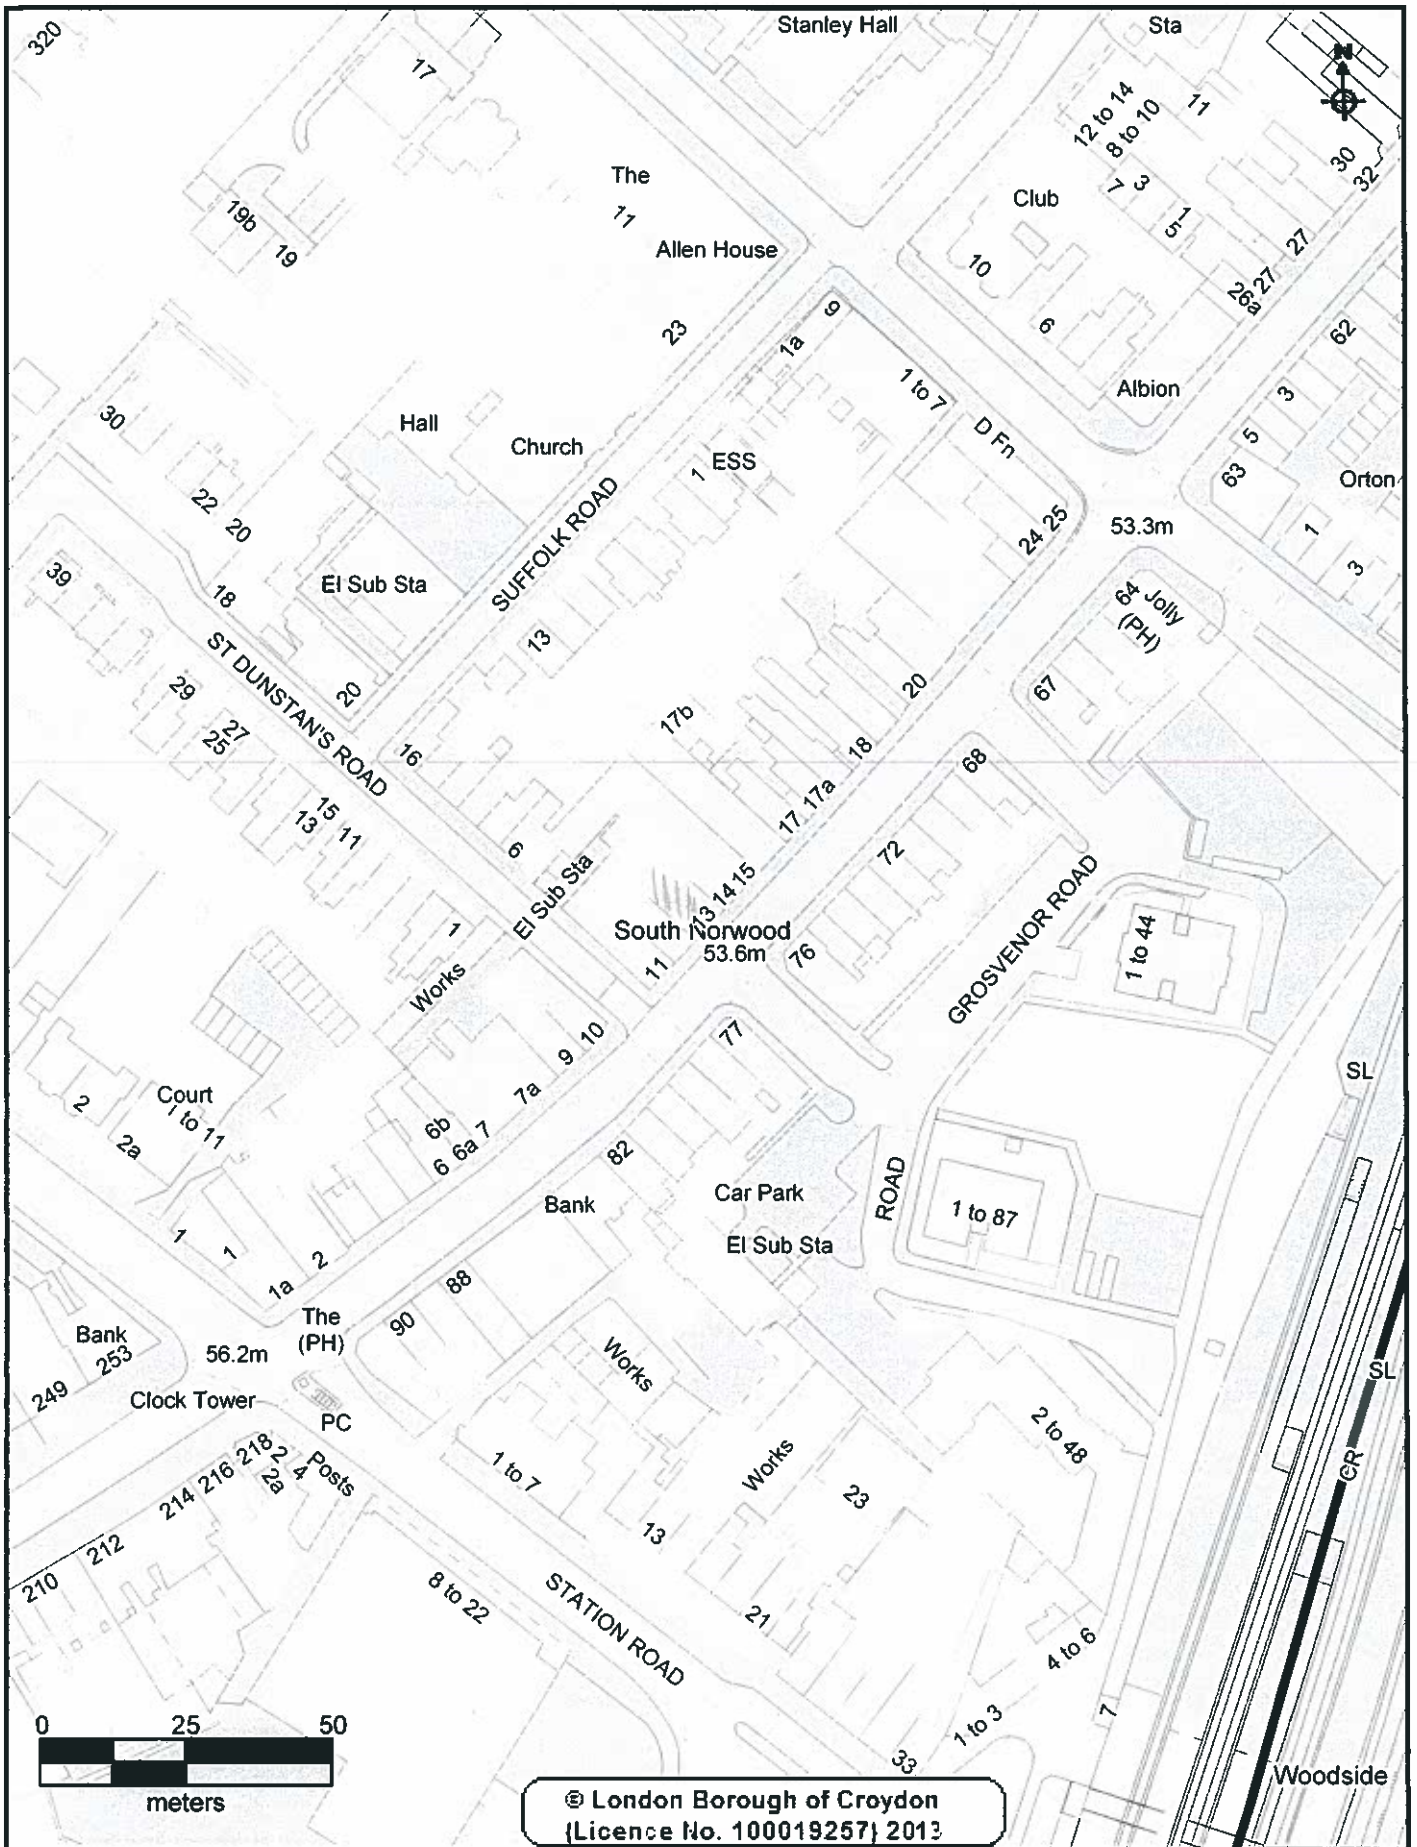 320
Stanley Hall
Sta
N
17
12 to 14
8 to 10
11
30
32
The
11
Allen House
Club
7
3
1
5
19b
19
10
27
27
26a
6
62
23
9
1a
1 to 7
Albion
3
30
Hall
Church
D Fn
5
63
Orton
ESS
1
22
20
SUFFOLK ROAD
24 25
53.3m
1
3
39
18
El Sub Sta
64
Jolly
(PH)
13
ST DUNSTAN'S ROAD
20
29
27
25
20
67
17b
16
18
68
17a
17
15
13
11
6
72
El Sub Sta
15
14
13
GROSVENOR ROAD
1
South Norwood
53.6m
76
11
1 to 44
Works
77
10
9
SL
7a
Court
1 to 11
2
2a
6b
7
6a
6
82
Car Park
ROAD
1 to 87
Bank
El Sub Sta
1
1
2
1a
88
90
The
(PH)
Bank
253
56.2m
249
Clock Tower
PC
Works
SL
218
216
214
2
4
2a
Posts
1 to 7
Works
2 to 48
23
CR
212
210
13
8 to 22
STATION ROAD
21
4 to 6
7
1 to 3
33
Woodside
0 25 50
meters
© London Borough of Croydon
(Licence No. 100019257) 2013